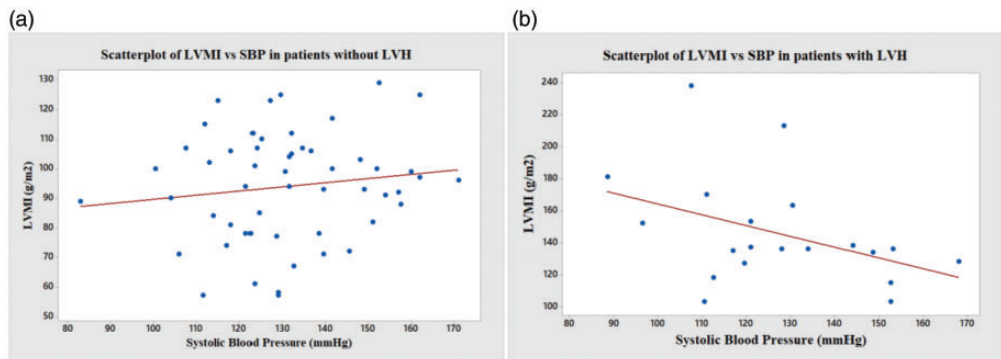 (a)
Scatterplot of LVMI vs SBP in patients without LVH
130
120
110
100
90
80
70
60
50
LVMI (g/m2)
80 90 100 110 120 130 140 150 160 170
Systolic Blood Pressure (mmHg)
(b)
Scatterplot of LVMI vs SBP in patients with LVH
240
220
200
180
160
140
120
100
LVMI (g/m2)
80 90 100 110 120 130 140 150 160 170
Systolic Blood Pressure (mmHg)